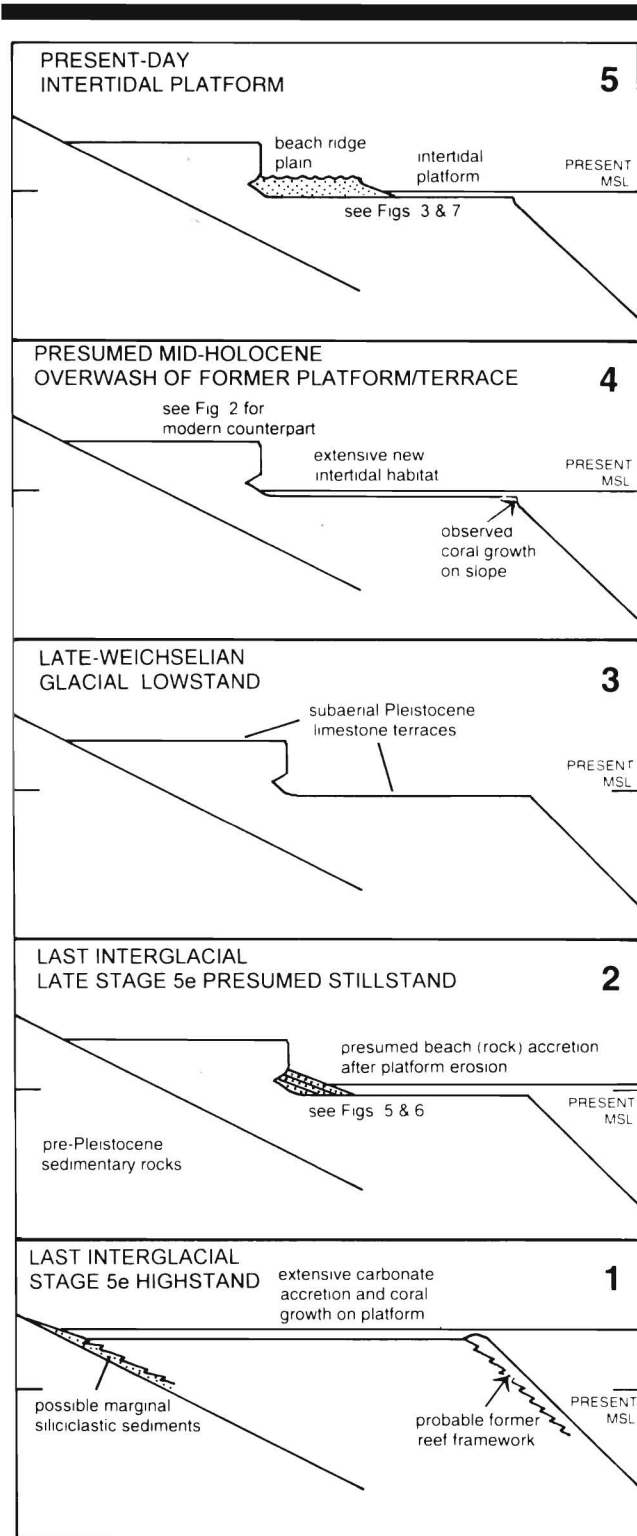 PRESENT-DAY
INTERTIDAL PLATFORM
5
beach ridge
plain
intertidal
platform
PRESENT
MSL
see Figs 3 & 7
PRESUMED MID-HOLOCENE
OVERWASH OF FORMER PLATFORM/TERRACE
4
see Fig 2 for
modern counterpart
extensive new
intertidal habitat
PRESENT
MSL
observed
coral growth
on slope
LATE-WEICHSELIAN
GLACIAL LOWSTAND
3
subaerial Pleistocene
limestone terraces
PRESENT
MSL
LAST INTERGLACIAL
LATE STAGE 5e PRESUMED STILLSTAND
2
presumed beach (rock) accretion
after platform erosion
see Figs 5 & 6
PRESENT
MSL
pre-Pleistocene
sedimentary rocks
LAST INTERGLACIAL
STAGE 5e HIGHSTAND
1
extensive carbonate
accretion and coral
growth on platform
possible marginal
siliciclastic sediments
probable former
reef framework
PRESENT
MSL